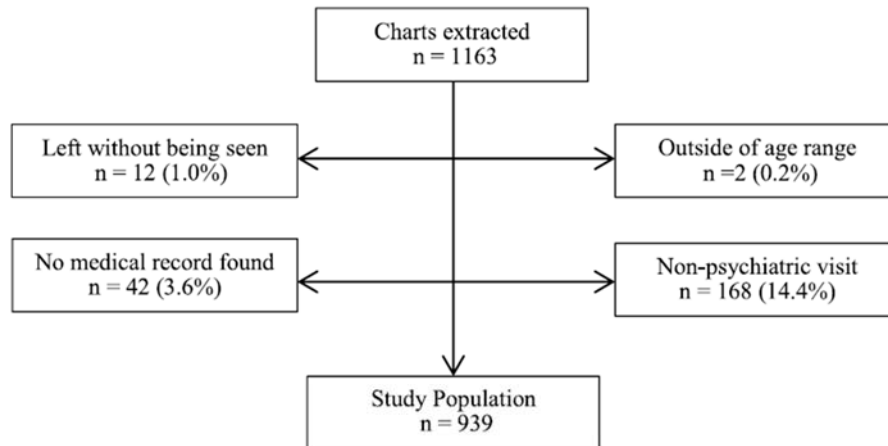 Charts extracted
n = 1163
Left without being seen
n = 12 (1.0%)
Outside of age range
n =2 (0.2%)
No medical record found
n = 42 (3.6%)
Non-psychiatric visit
n = 168 (14.4%)
Study Population
n = 939